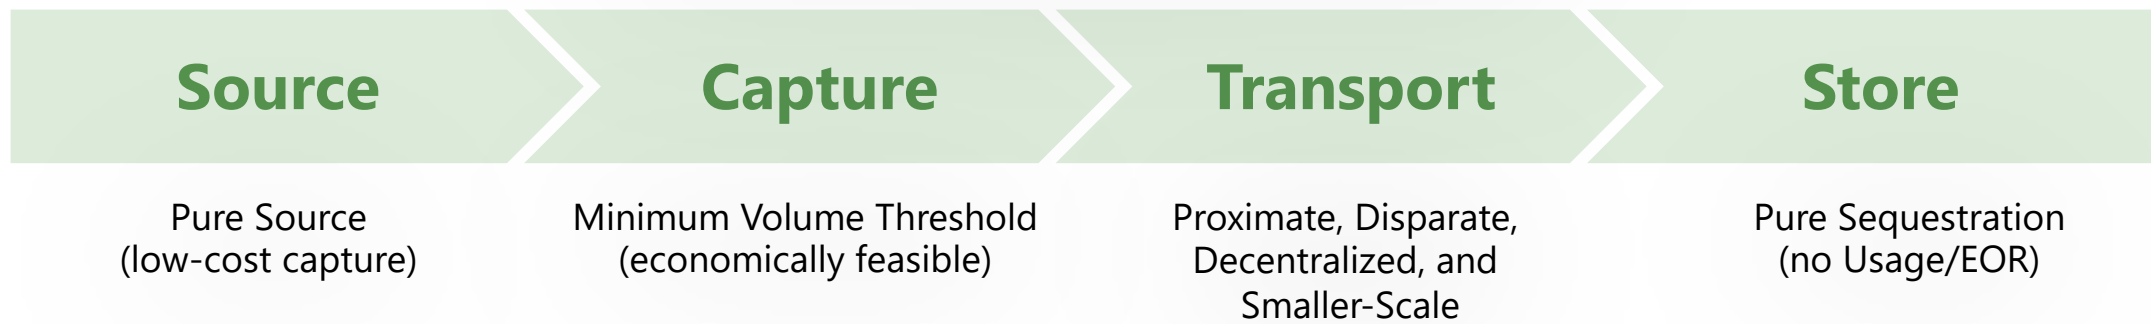 Source
Capture
Transport
Store
Pure Source
(low-cost capture)
Minimum Volume Threshold
(economically feasible)
Proximate, Disparate,
Decentralized, and
Smaller-Scale
Pure Sequestration
(no Usage/EOR)